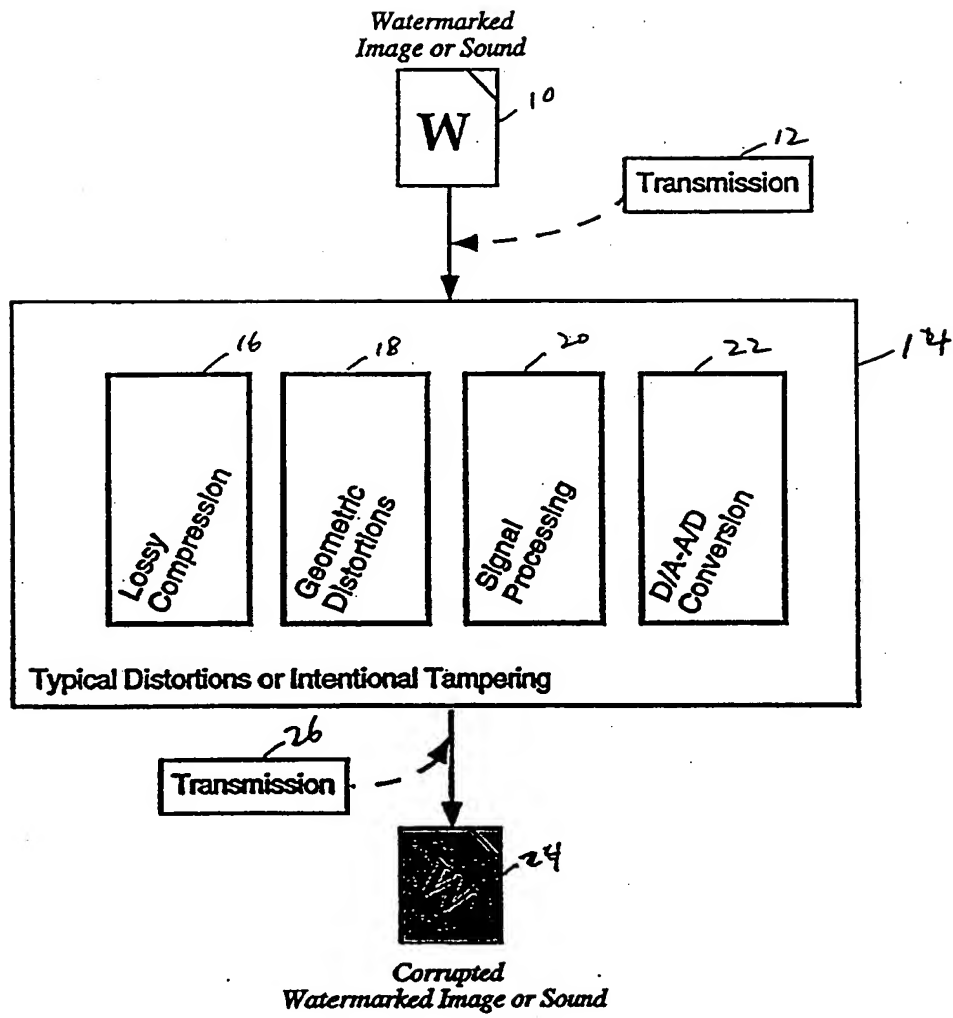 Watermarked
Image or Sound
W
10
12
Transmission
14
16
18
20
22
Lossy
Compression
Geometric
Distortions
Signal
Processing
D/A-A/D
Conversion
Typical Distortions or Intentional Tampering
26
Transmission
W
24
Corrupted
Watermarked Image or Sound